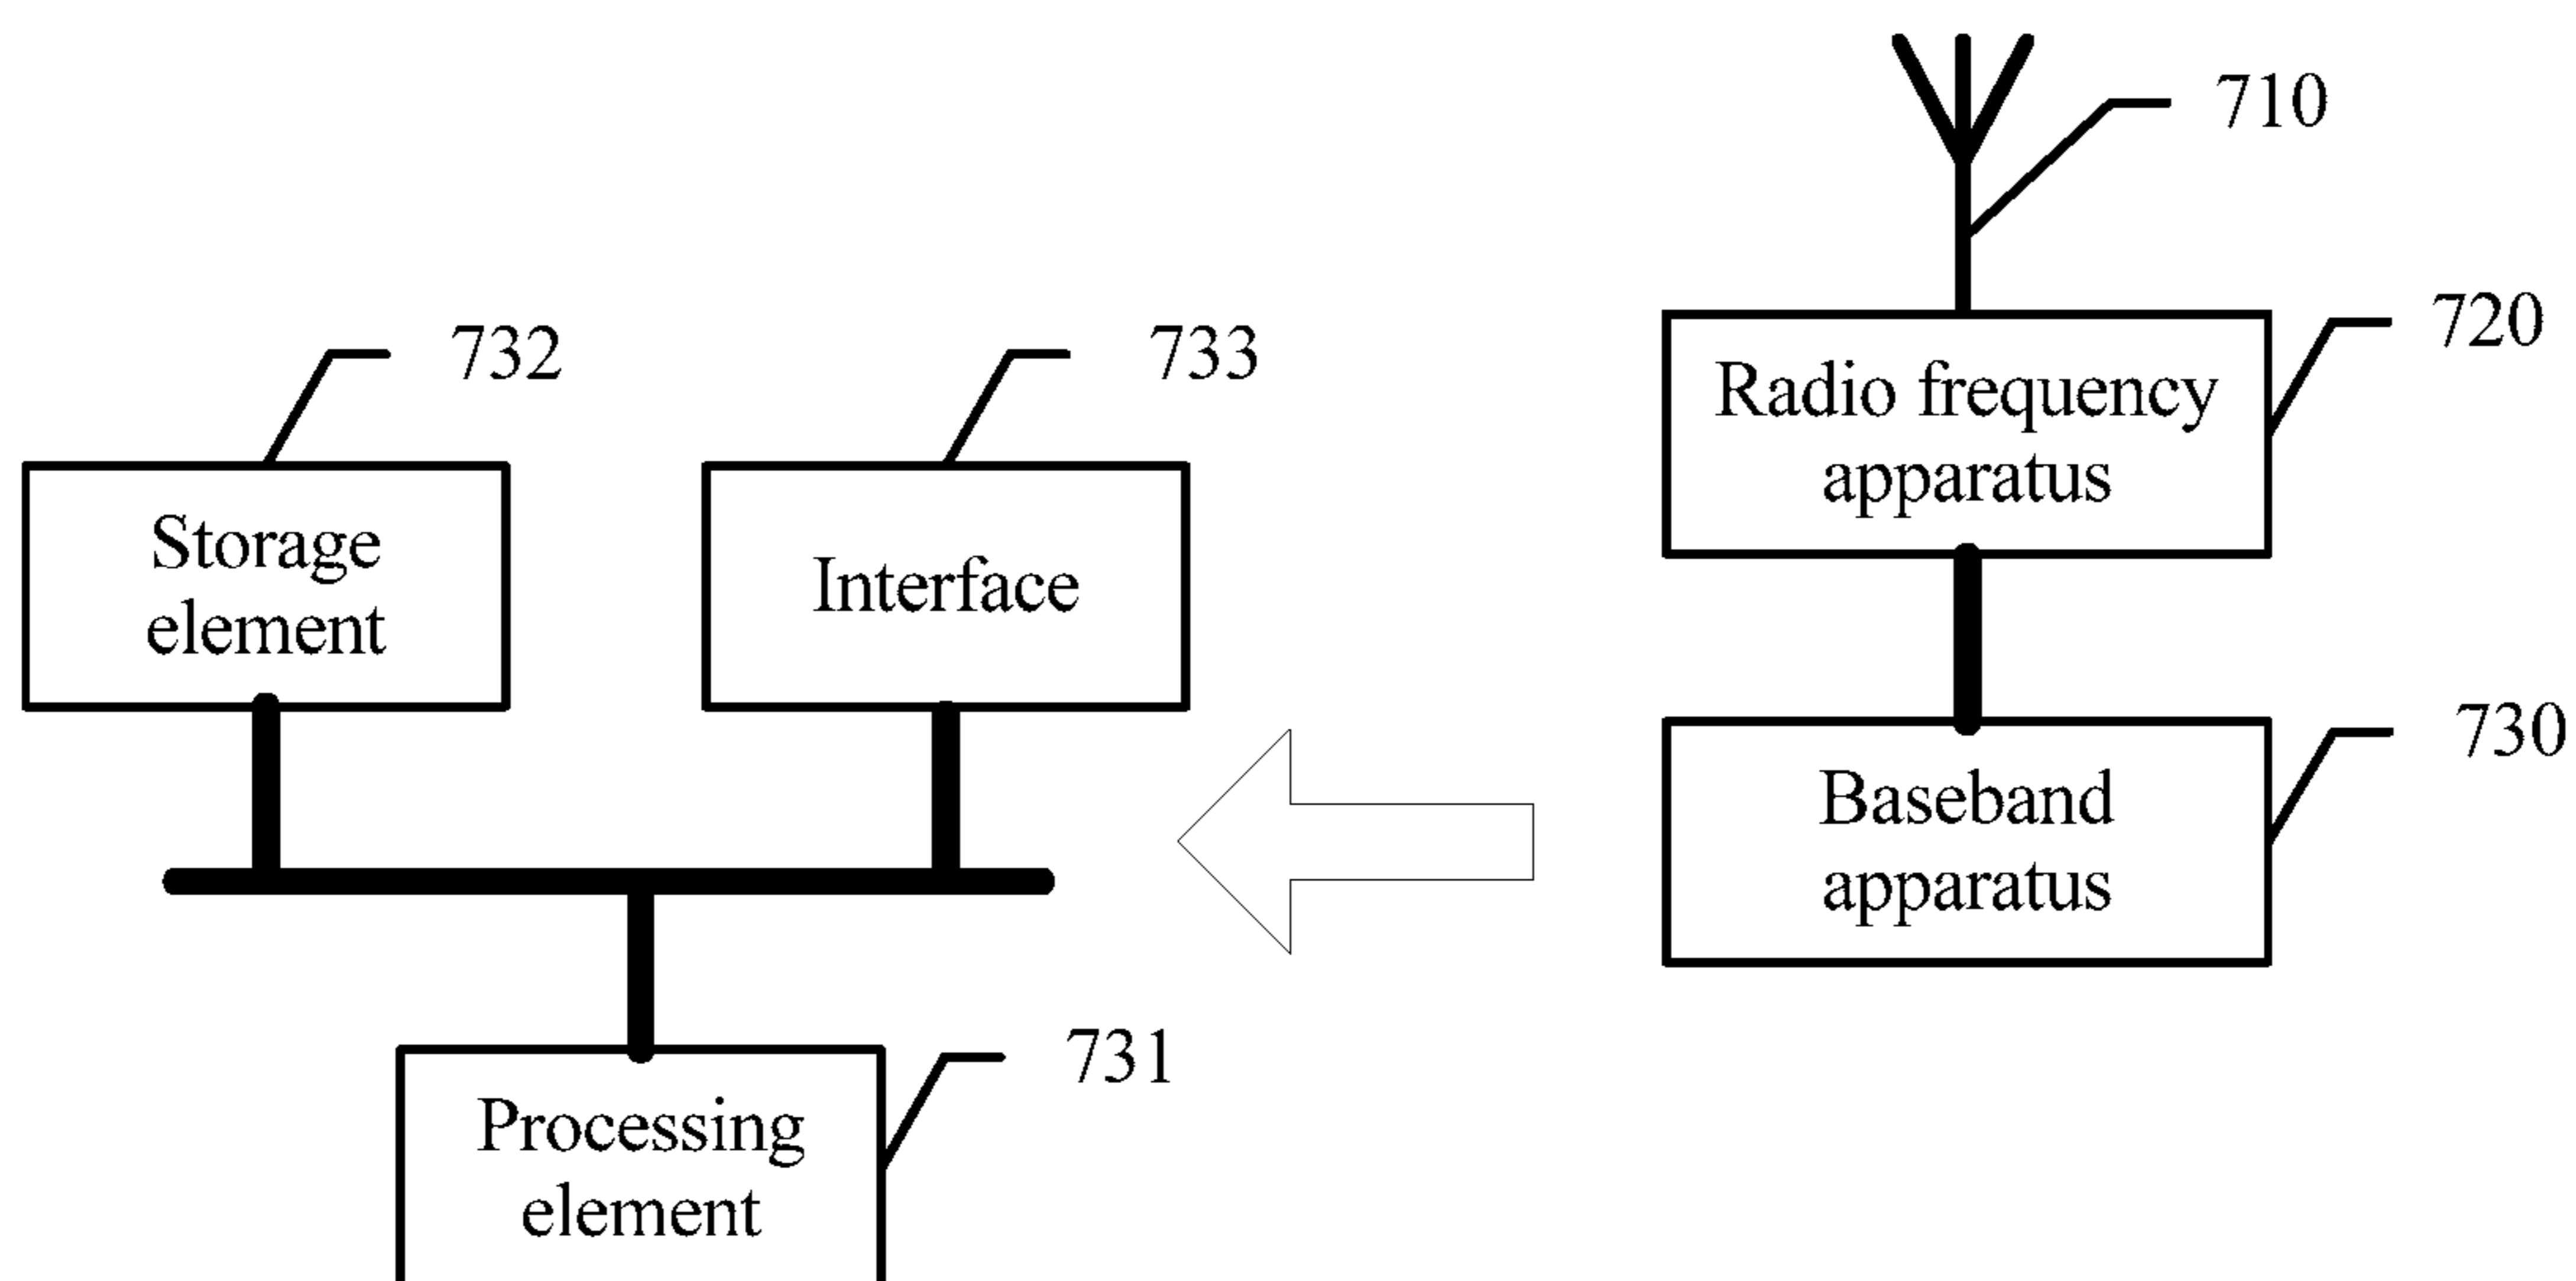 710
720
Radio frequency
apparatus
732
733
Storage
element
Interface
730
Baseband
apparatus
731
Processing
element